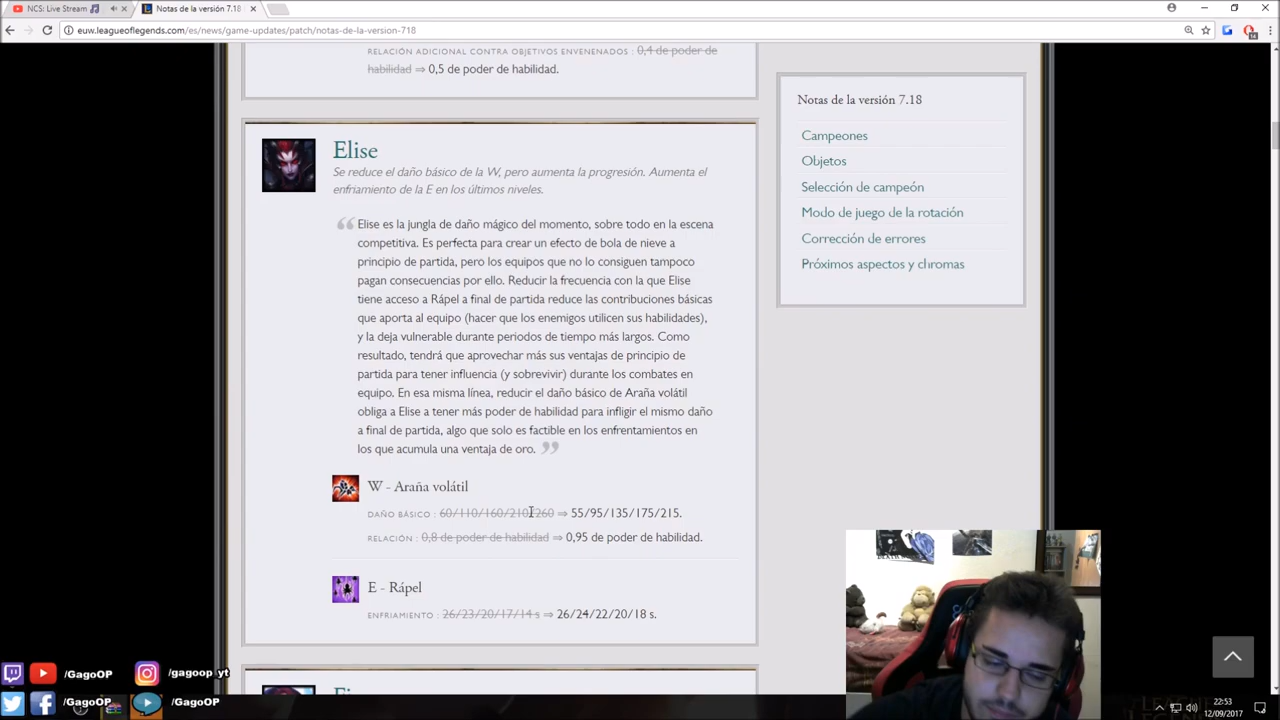 NCS: Live Stream
Notas de la versión 7.18
euw.leagueoflegends.com/es/news/game-updates/patch/notas-de-la-version-718
RELACIÓN ADICIONAL CONTRA OBJETIVOS ENVENENADOS : 0,4 de poder de
habilidad ⇒ 0,5 de poder de habilidad.
Elise
Se reduce el daño básico de la W, pero aumenta la progresión. Aumenta el
enfriamiento de la E en los últimos niveles.
“ Elise es la jungla de daño mágico del momento, sobre todo en la escena
competitiva. Es perfecta para crear un efecto de bola de nieve a
principio de partida, pero los equipos que no lo consiguen tampoco
pagan consecuencias por ello. Reducir la frecuencia con la que Elise
tiene acceso a Rápel a final de partida reduce las contribuciones básicas
que aporta al equipo (hacer que los enemigos utilicen sus habilidades),
y la deja vulnerable durante periodos de tiempo más largos. Como
resultado, tendrá que aprovechar más sus ventajas de principio de
partida para tener influencia (y sobrevivir) durante los combates en
equipo. En esa misma línea, reducir el daño básico de Araña volátil
obliga a Elise a tener más poder de habilidad para infligir el mismo daño
a final de partida, algo que solo es factible en los enfrentamientos en
los que acumula una ventaja de oro. ”
W - Araña volátil
DAÑO BÁSICO : 60/110/160/210/260 ⇒ 55/95/135/175/215.
RELACIÓN : 0,8 de poder de habilidad ⇒ 0,95 de poder de habilidad.
E - Rápel
ENFRIAMIENTO : 26/23/20/17/14 s ⇒ 26/24/22/20/18 s.
Notas de la versión 7.18
Campeones
Objetos
Selección de campeón
Modo de juego de la rotación
Corrección de errores
Próximos aspectos y chromas
/GagoOP
/gagoop_yt
/GagoOP
/GagoOP
22:53
12/09/2017